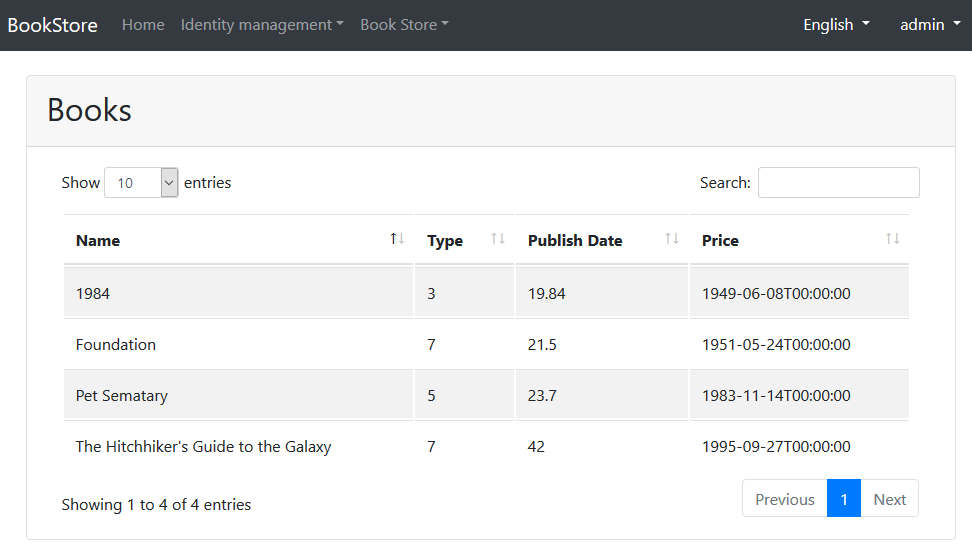 BookStore Home Identity management Book Store English admin
Books
Show 10 entries Search:
Name Type Publish Date Price
1984 3 19.84 1949-06-08T00:00:00
Foundation 7 21.5 1951-05-24T00:00:00
Pet Sematary 5 23.7 1983-11-14T00:00:00
The Hitchhiker's Guide to the Galaxy 7 42 1995-09-27T00:00:00
Showing 1 to 4 of 4 entries Previous 1 Next